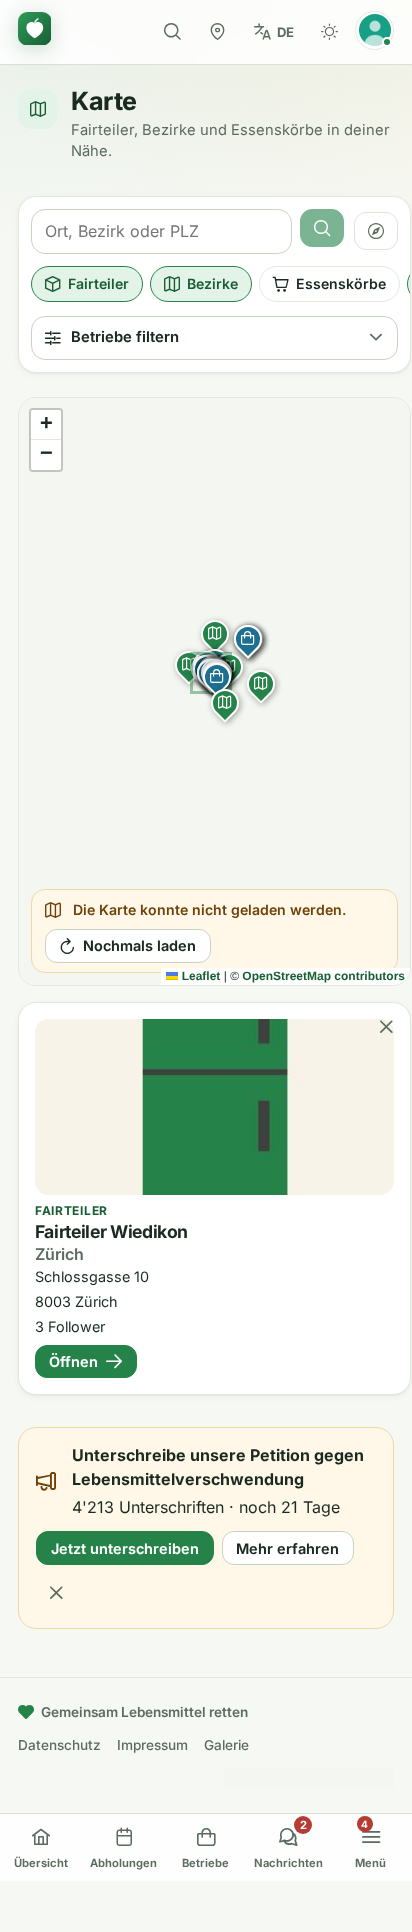 DE
Karte
Fairteiler, Bezirke und Essenskörbe in deiner
Nähe.
Ort, Bezirk oder PLZ
Fairteiler
Bezirke
Essenskörbe
Betriebe filtern
+
−
Die Karte konnte nicht geladen werden.
Nochmals laden
Leaflet | © OpenStreetMap contributors
FAIRTEILER
Fairteiler Wiedikon
Zürich
Schlossgasse 10
8003 Zürich
3 Follower
Öffnen
Unterschreibe unsere Petition gegen
Lebensmittelverschwendung
4'213 Unterschriften · noch 21 Tage
Jetzt unterschreiben
Mehr erfahren
Gemeinsam Lebensmittel retten
Datenschutz Impressum Galerie
2
4
Übersicht Abholungen Betriebe Nachrichten Menü